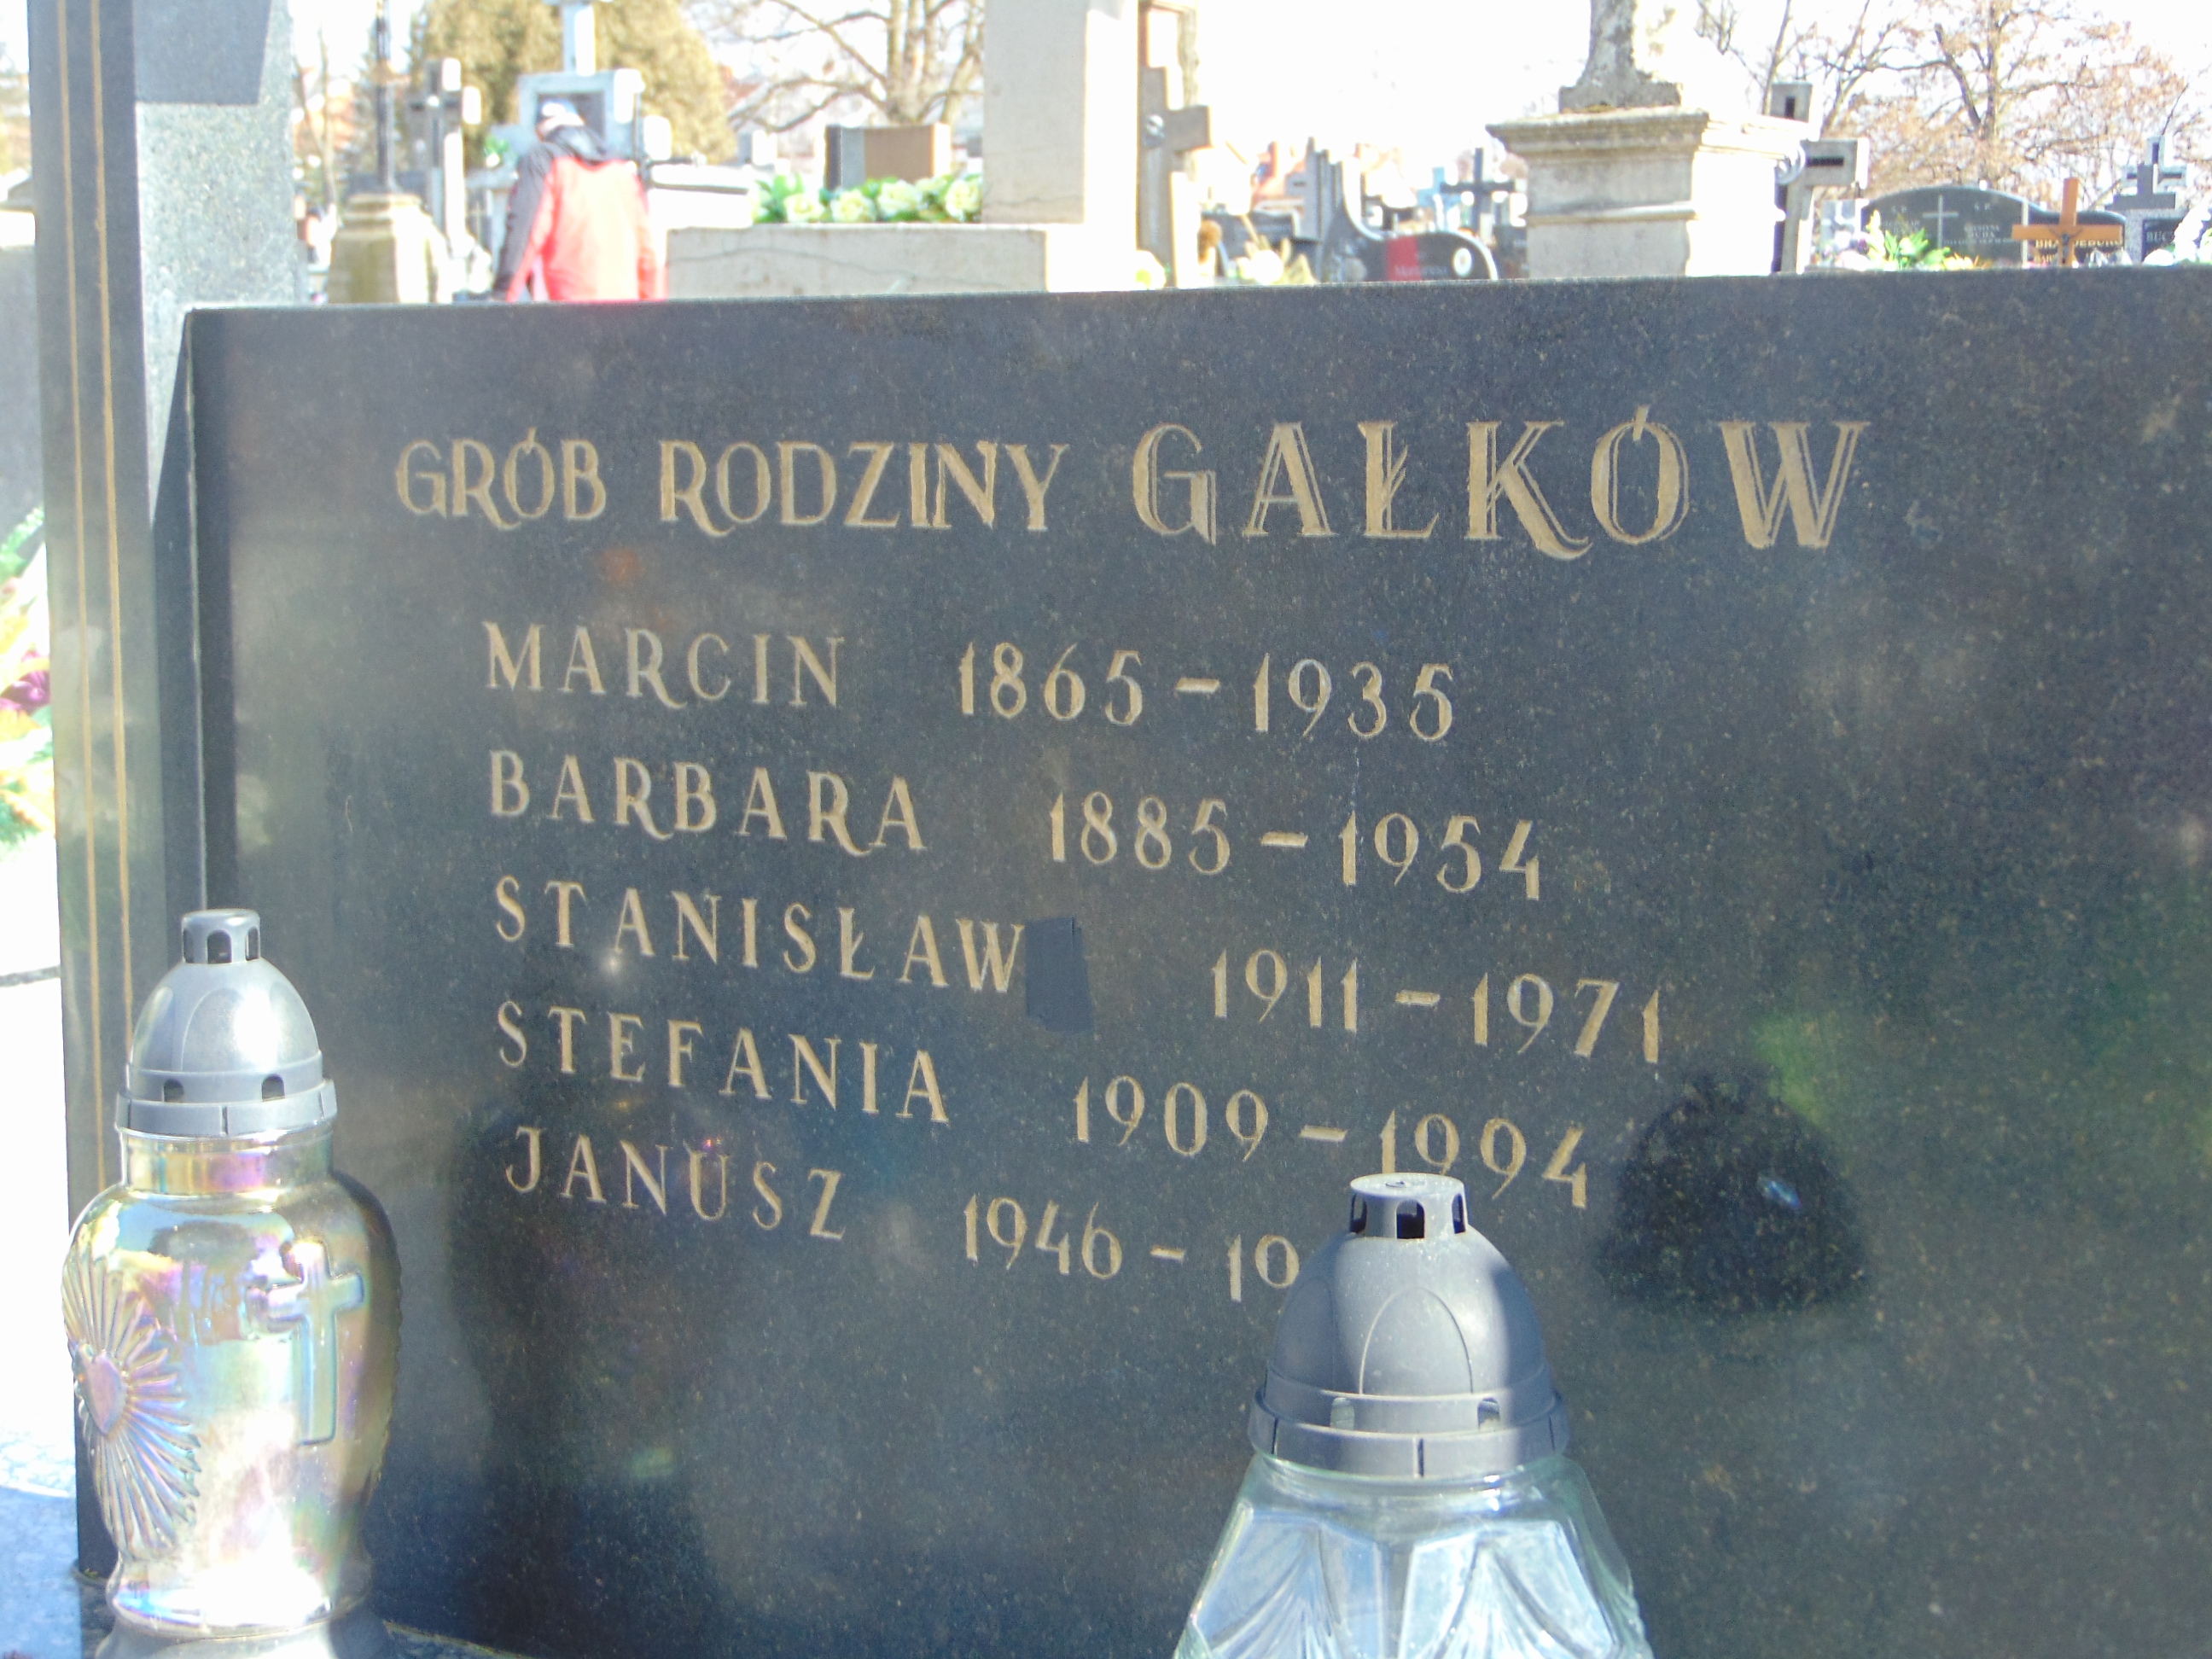 GRÓB RODZINY GAŁKÓW
MARCIN 1865 - 1935
BARBARA 1885 - 1954
STANISŁAW 1911 - 1971
STEFANIA 1909 - 1994
JANUSZ 1946 -